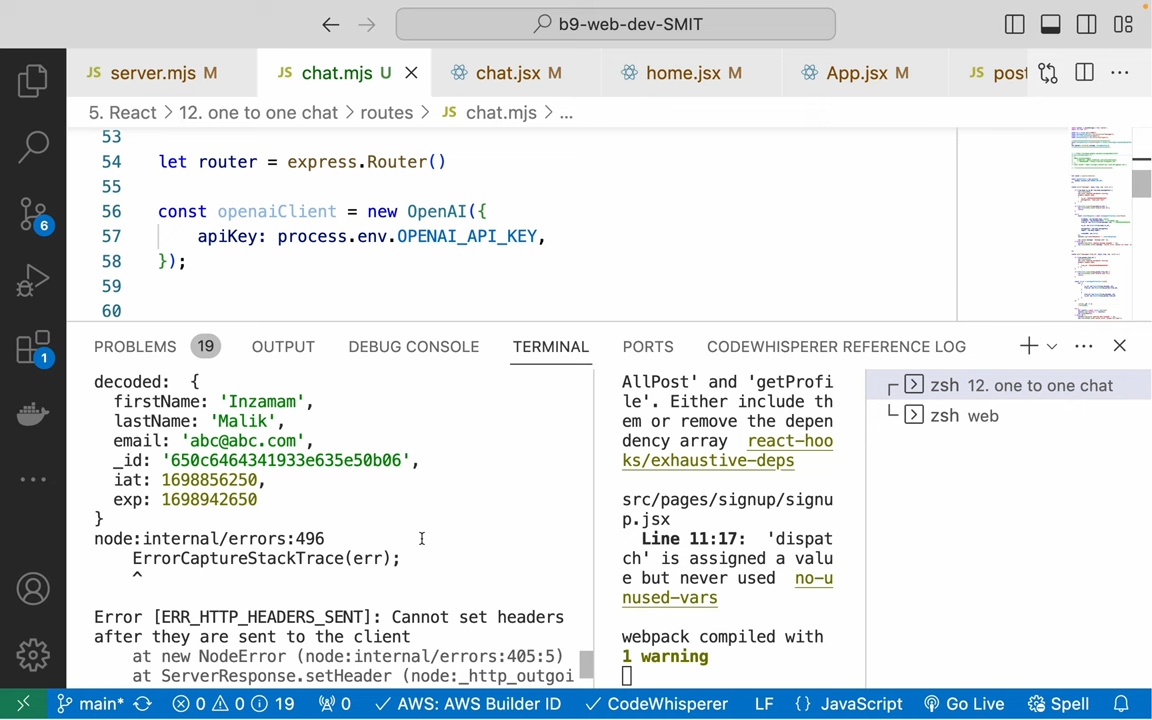 b9-web-dev-SMIT
JS server.mjs M
JS chat.mjs U
chat.jsx M
home.jsx M
App.jsx M
JS post
5. React > 12. one to one chat > routes > JS chat.mjs > ...
53
54 let router = express.Router()
55
56 const openaiClient = new OpenAI({
57 apiKey: process.env.OPENAI_API_KEY,
58 });
59
60
6
1
PROBLEMS 19 OUTPUT DEBUG CONSOLE TERMINAL PORTS CODEWHISPERER REFERENCE LOG
decoded: {
firstName: 'Inzamam',
lastName: 'Malik',
email: 'abc@abc.com',
_id: '650c6464341933e635e50b06',
iat: 1698856250,
exp: 1698942650
}
node:internal/errors:496
ErrorCaptureStackTrace(err);
^
Error [ERR_HTTP_HEADERS_SENT]: Cannot set headers
after they are sent to the client
at new NodeError (node:internal/errors:405:5)
at ServerResponse.setHeader (node:_http_outgoi
AllPost' and 'getProfi
le'. Either include th
em or remove the depen
dency array react-hoo
ks/exhaustive-deps
src/pages/signup/signu
p.jsx
Line 11:17: 'dispat
ch' is assigned a valu
e but never used no-u
nused-vars
webpack compiled with
1 warning
zsh 12. one to one chat
zsh web
main* 0 0 19 0 AWS: AWS Builder ID CodeWhisperer LF {} JavaScript Go Live Spell